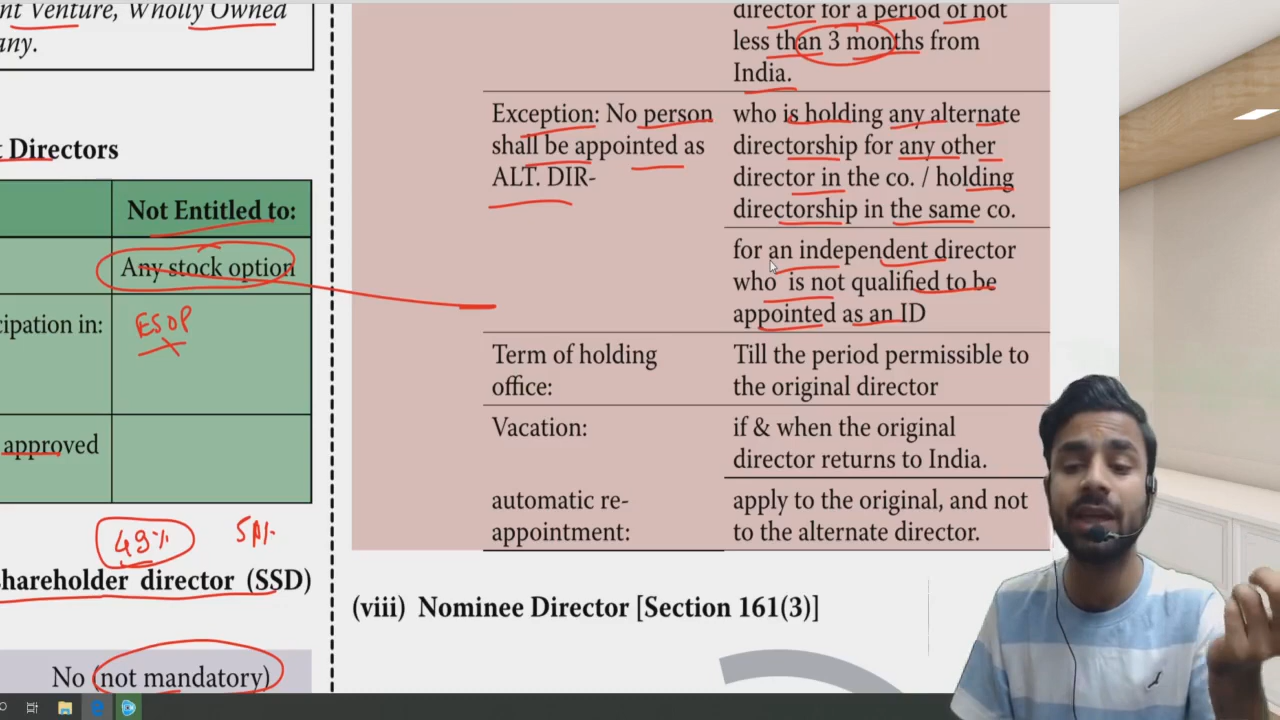 nt Venture, Wholly Owned
any.
t Directors
Not Entitled to:
Any stock option
cipation in:
ESOP
approved
49%
51%
shareholder director (SSD)
No (not mandatory)
director for a period of not
less than 3 months from
India.
Exception: No person
shall be appointed as
ALT. DIR-
who is holding any alternate
directorship for any other
director in the co. / holding
directorship in the same co.
for an independent director
who is not qualified to be
appointed as an ID
Term of holding
office:
Till the period permissible to
the original director
Vacation:
if & when the original
director returns to India.
automatic re-
appointment:
apply to the original, and not
to the alternate director.
(viii) Nominee Director [Section 161(3)]